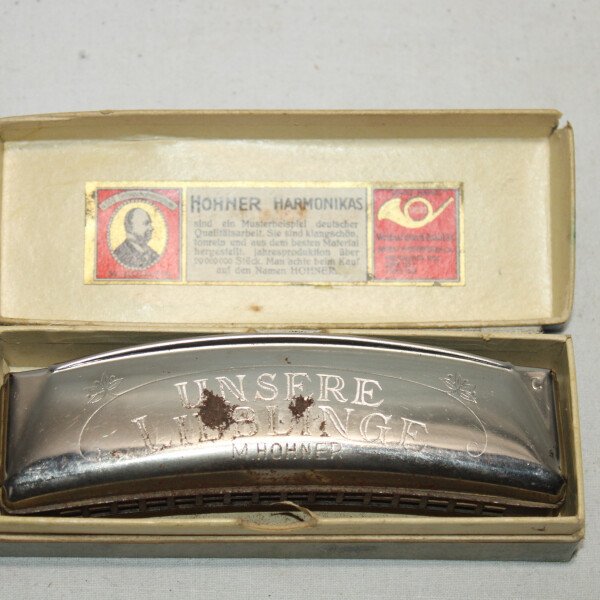 HOHNER HARMONIKAS
sind ein Musterbeispiel deutscher
Qualitätsarbeit. Sie sind klangschön,
tonrein und aus dem besten Material
hergestellt. Jahresproduktion über
Stück. Man achte beim Kauf
auf den Namen HOHNER.
UNSERE
LIEBLINGE
M. HOHNER
C